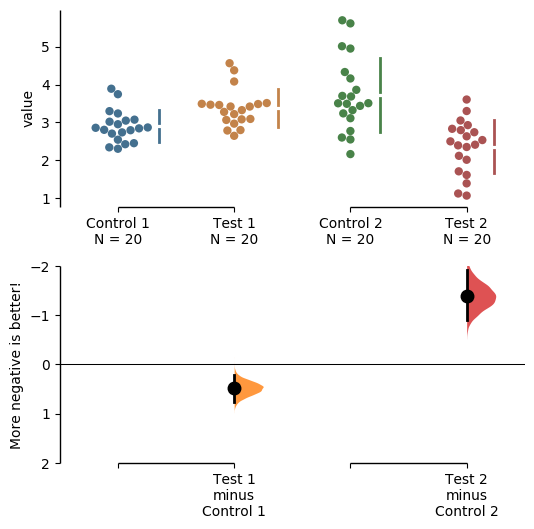 value
5
4
3
2
1
Control 1
N = 20
Test 1
N = 20
Control 2
N = 20
Test 2
N = 20
More negative is better!
−2
−1
0
1
2
Test 1
minus
Control 1
Test 2
minus
Control 2